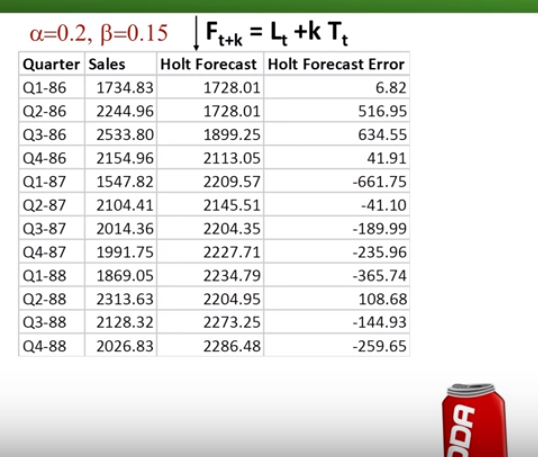 α=0.2, β=0.15 F_{t+k} = L_t +k T_t
Quarter Sales Holt Forecast Holt Forecast Error
Q1-86 1734.83 1728.01 6.82
Q2-86 2244.96 1728.01 516.95
Q3-86 2533.80 1899.25 634.55
Q4-86 2154.96 2113.05 41.91
Q1-87 1547.82 2209.57 -661.75
Q2-87 2104.41 2145.51 -41.10
Q3-87 2014.36 2204.35 -189.99
Q4-87 1991.75 2227.71 -235.96
Q1-88 1869.05 2234.79 -365.74
Q2-88 2313.63 2204.95 108.68
Q3-88 2128.32 2273.25 -144.93
Q4-88 2026.83 2286.48 -259.65
ODA